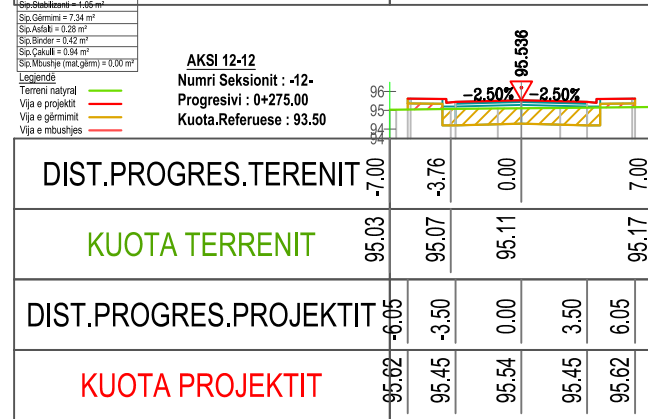 Sip.Stabilizanti = 1.05 m²
Sip.Gërmimi = 7.34 m²
Sip.Asfalti = 0.28 m²
Sip.Binder = 0.42 m²
Sip.Çakulli = 0.94 m²
Sip.Mbushje (mat.gërm) = 0.00 m²
Legjendë
Terreni natyral
Vija e projektit
Vija e gërmimit
Vija e mbushjes
AKSI 12-12
Numri Seksionit : -12-
Progresivi : 0+275,00
Kuota.Referuese : 93.50
95.536
-2.50% -2.50%
96
95
94
DIST.PROGRES.TERENIT -7.00 -3.76 0.00 7.00
KUOTA TERRENIT 95.03 95.07 95.11 95.17
DIST.PROGRES.PROJEKTIT -6.05 -3.50 0.00 3.50 6.05
KUOTA PROJEKTIT 95.62 95.45 95.54 95.45 95.62